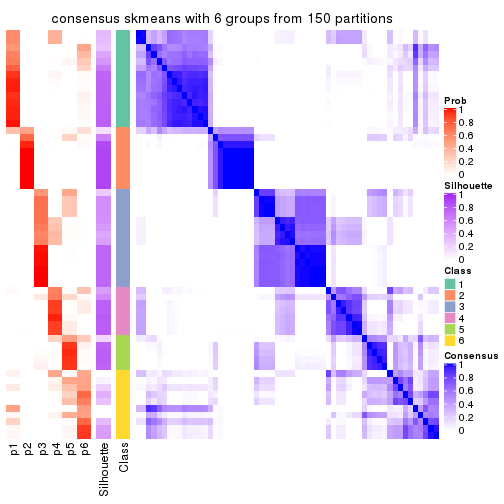 consensus skmeans with 6 groups from 150 partitions
Prob
1
0.8
0.6
0.4
0.2
0
Silhouette
1
0.8
0.6
0.4
0.2
0
Class
1
2
3
4
5
6
Consensus
1
0.8
0.6
0.4
0.2
0
p1
p2
p3
p4
p5
p6
Silhouette
Class